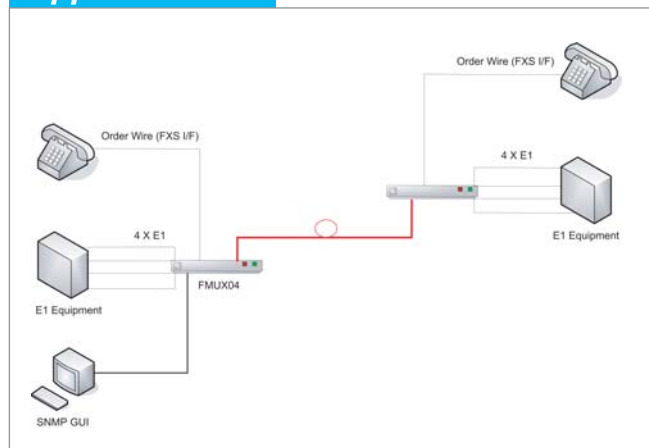 Order Wire (FXS I/F)
Order Wire (FXS I/F)
4 X E1
E1 Equipment
4 X E1
FMUX04
E1 Equipment
SNMP GUI